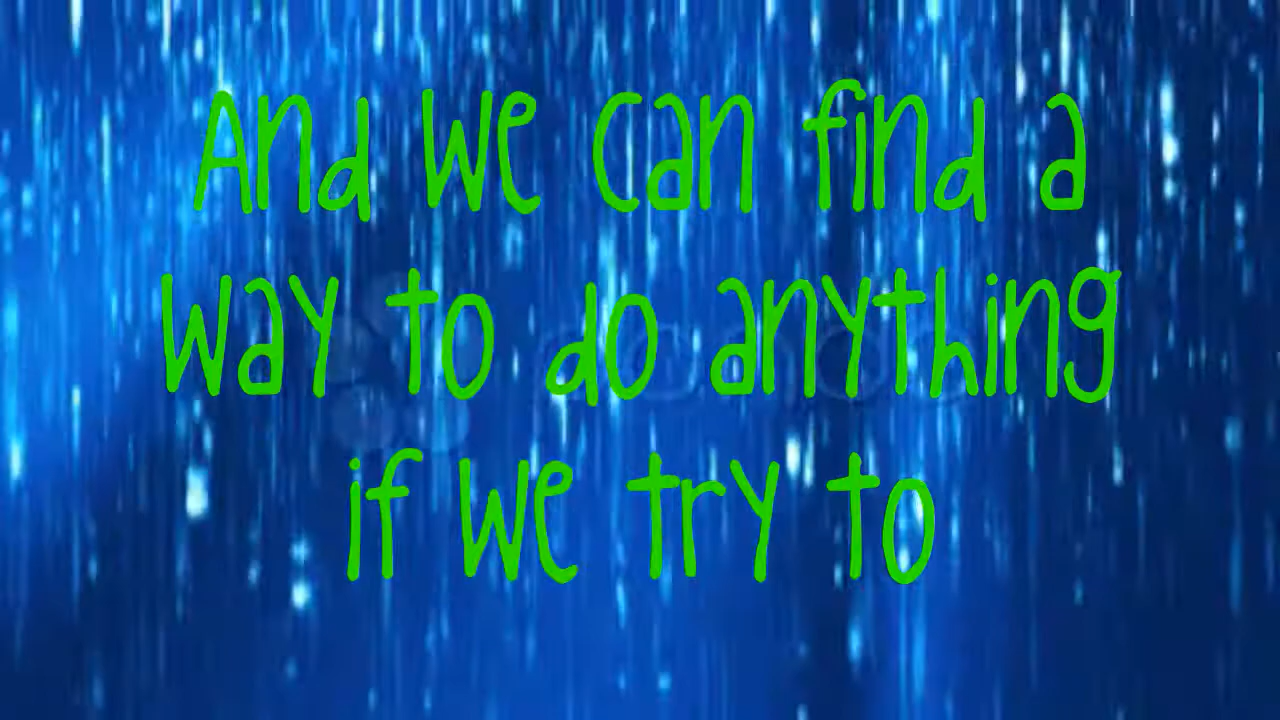 And we can find a
way to do anything
if we try to